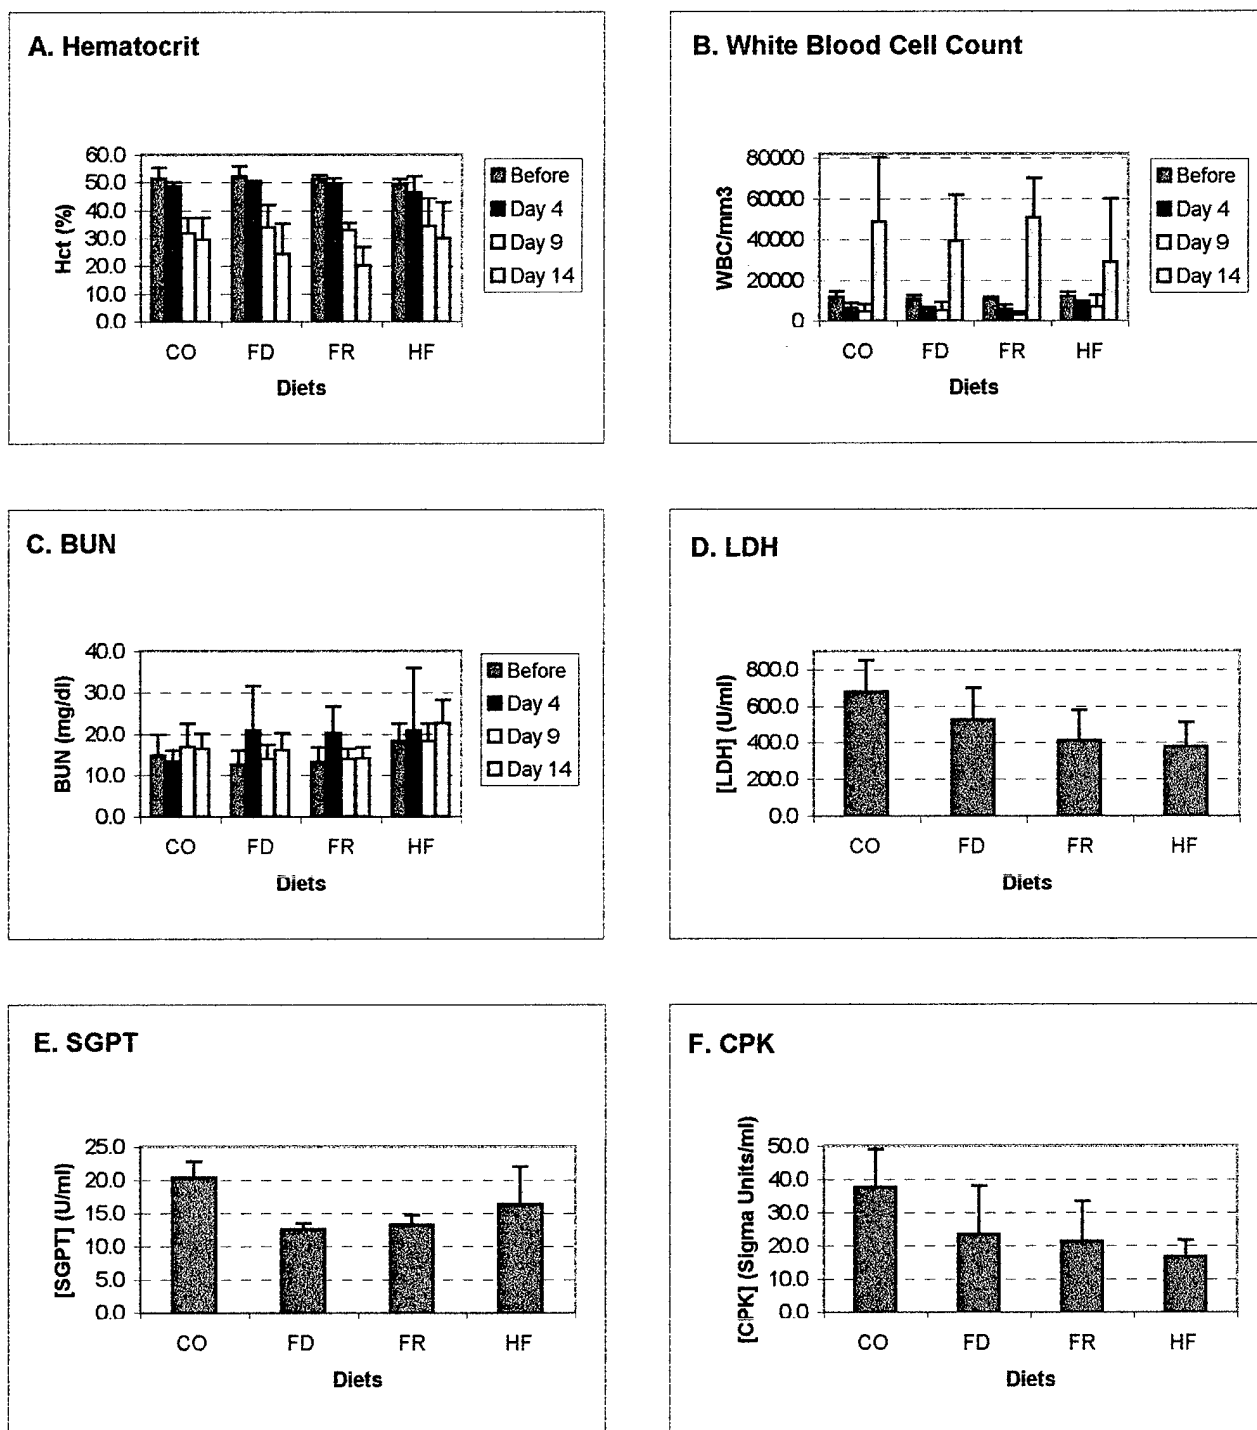 A. Hematocrit
60.0
50.0
40.0
30.0
20.0
10.0
0.0
Hct (%)
CO FD FR HF
Diets
Before
Day 4
Day 9
Day 14
B. White Blood Cell Count
80000
60000
40000
20000
0
WBC/mm3
CO FD FR HF
Diets
Before
Day 4
Day 9
Day 14
C. BUN
40.0
30.0
20.0
10.0
0.0
BUN (mg/dl)
CO FD FR HF
Diets
Before
Day 4
Day 9
Day 14
D. LDH
800.0
600.0
400.0
200.0
0.0
[LDH] (U/ml)
CO FD FR HF
Diets
E. SGPT
25.0
20.0
15.0
10.0
5.0
0.0
[SGPT] (U/ml)
CO FD FR HF
Diets
F. CPK
50.0
40.0
30.0
20.0
10.0
0.0
[CPK] (Sigma Units/ml)
CO FD FR HF
Diets